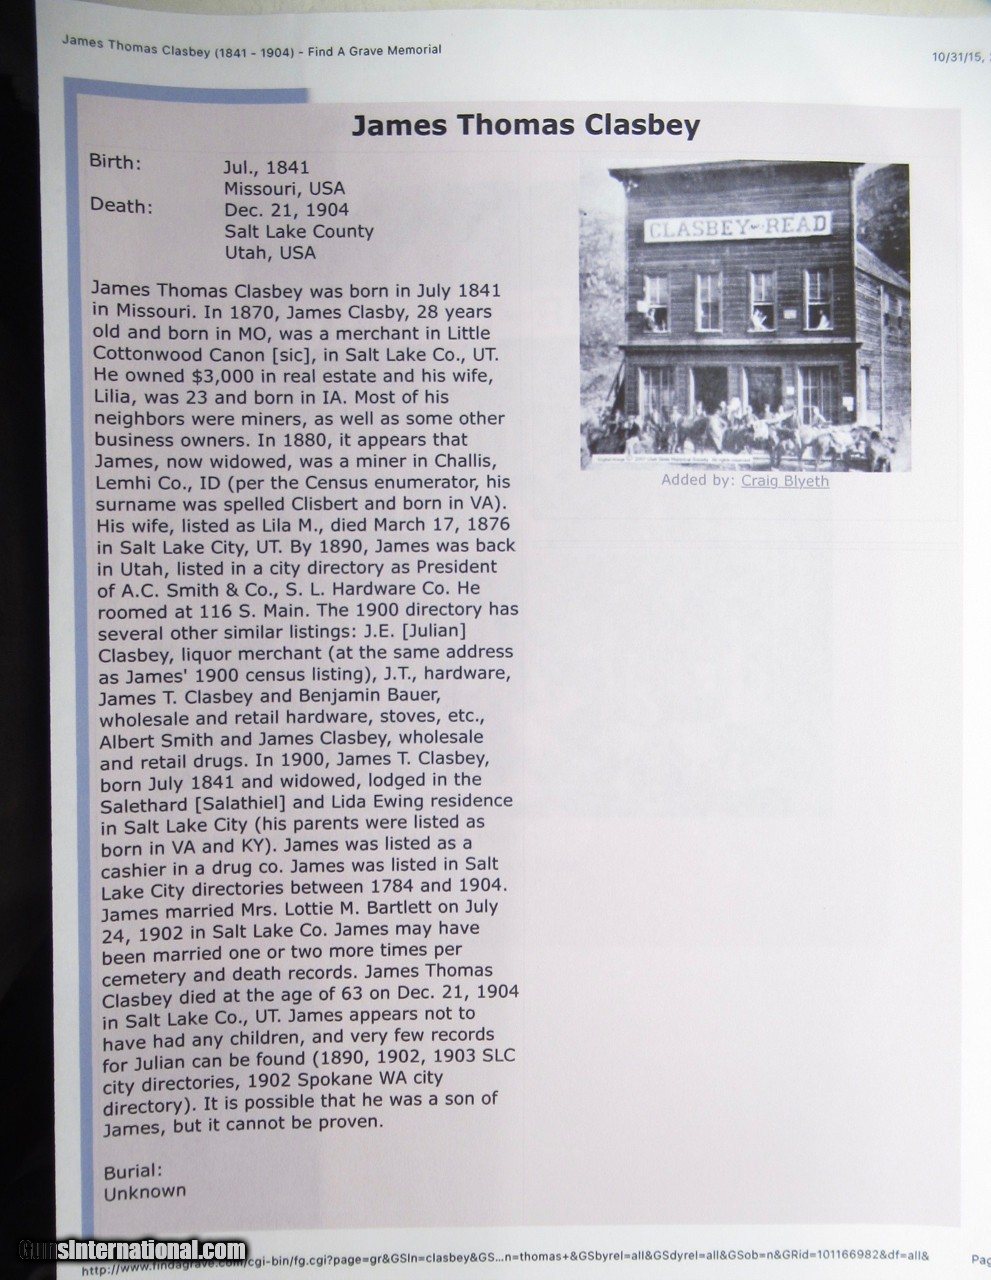 James Thomas Clasbey (1841 - 1904) - Find A Grave Memorial
10/31/15,
James Thomas Clasbey
Birth: Jul., 1841
Missouri, USA
Death: Dec. 21, 1904
Salt Lake County
Utah, USA
James Thomas Clasbey was born in July 1841
in Missouri. In 1870, James Clasby, 28 years
old and born in MO, was a merchant in Little
Cottonwood Canon [sic], in Salt Lake Co., UT.
He owned $3,000 in real estate and his wife,
Lilia, was 23 and born in IA. Most of his
neighbors were miners, as well as some other
business owners. In 1880, it appears that
James, now widowed, was a miner in Challis,
Lemhi Co., ID (per the Census enumerator, his
surname was spelled Clisbert and born in VA).
His wife, listed as Lila M., died March 17, 1876
in Salt Lake City, UT. By 1890, James was back
in Utah, listed in a city directory as President
of A.C. Smith & Co., S. L. Hardware Co. He
roomed at 116 S. Main. The 1900 directory has
several other similar listings: J.E. [Julian]
Clasbey, liquor merchant (at the same address
as James' 1900 census listing), J.T., hardware,
James T. Clasbey and Benjamin Bauer,
wholesale and retail hardware, stoves, etc.,
Albert Smith and James Clasbey, wholesale
and retail drugs. In 1900, James T. Clasbey,
born July 1841 and widowed, lodged in the
Salethard [Salathiel] and Lida Ewing residence
in Salt Lake City (his parents were listed as
born in VA and KY). James was listed as a
cashier in a drug co. James was listed in Salt
Lake City directories between 1784 and 1904.
James married Mrs. Lottie M. Bartlett on July
24, 1902 in Salt Lake Co. James may have
been married one or two more times per
cemetery and death records. James Thomas
Clasbey died at the age of 63 on Dec. 21, 1904
in Salt Lake Co., UT. James appears not to
have had any children, and very few records
for Julian can be found (1890, 1902, 1903 SLC
city directories, 1902 Spokane WA city
directory). It is possible that he was a son of
James, but it cannot be proven.
Burial:
Unknown
CLASBEY READ
Added by: Craig Blyeth
GunsInternational.com
http://www.findagrave.com/cgi-bin/fg.cgi?page=gr&GSln=clasbey&GS...n=thomas+&GSbyrel=all&GSdyrel=all&GSob=n&GRid=101166982&df=all&
Pag